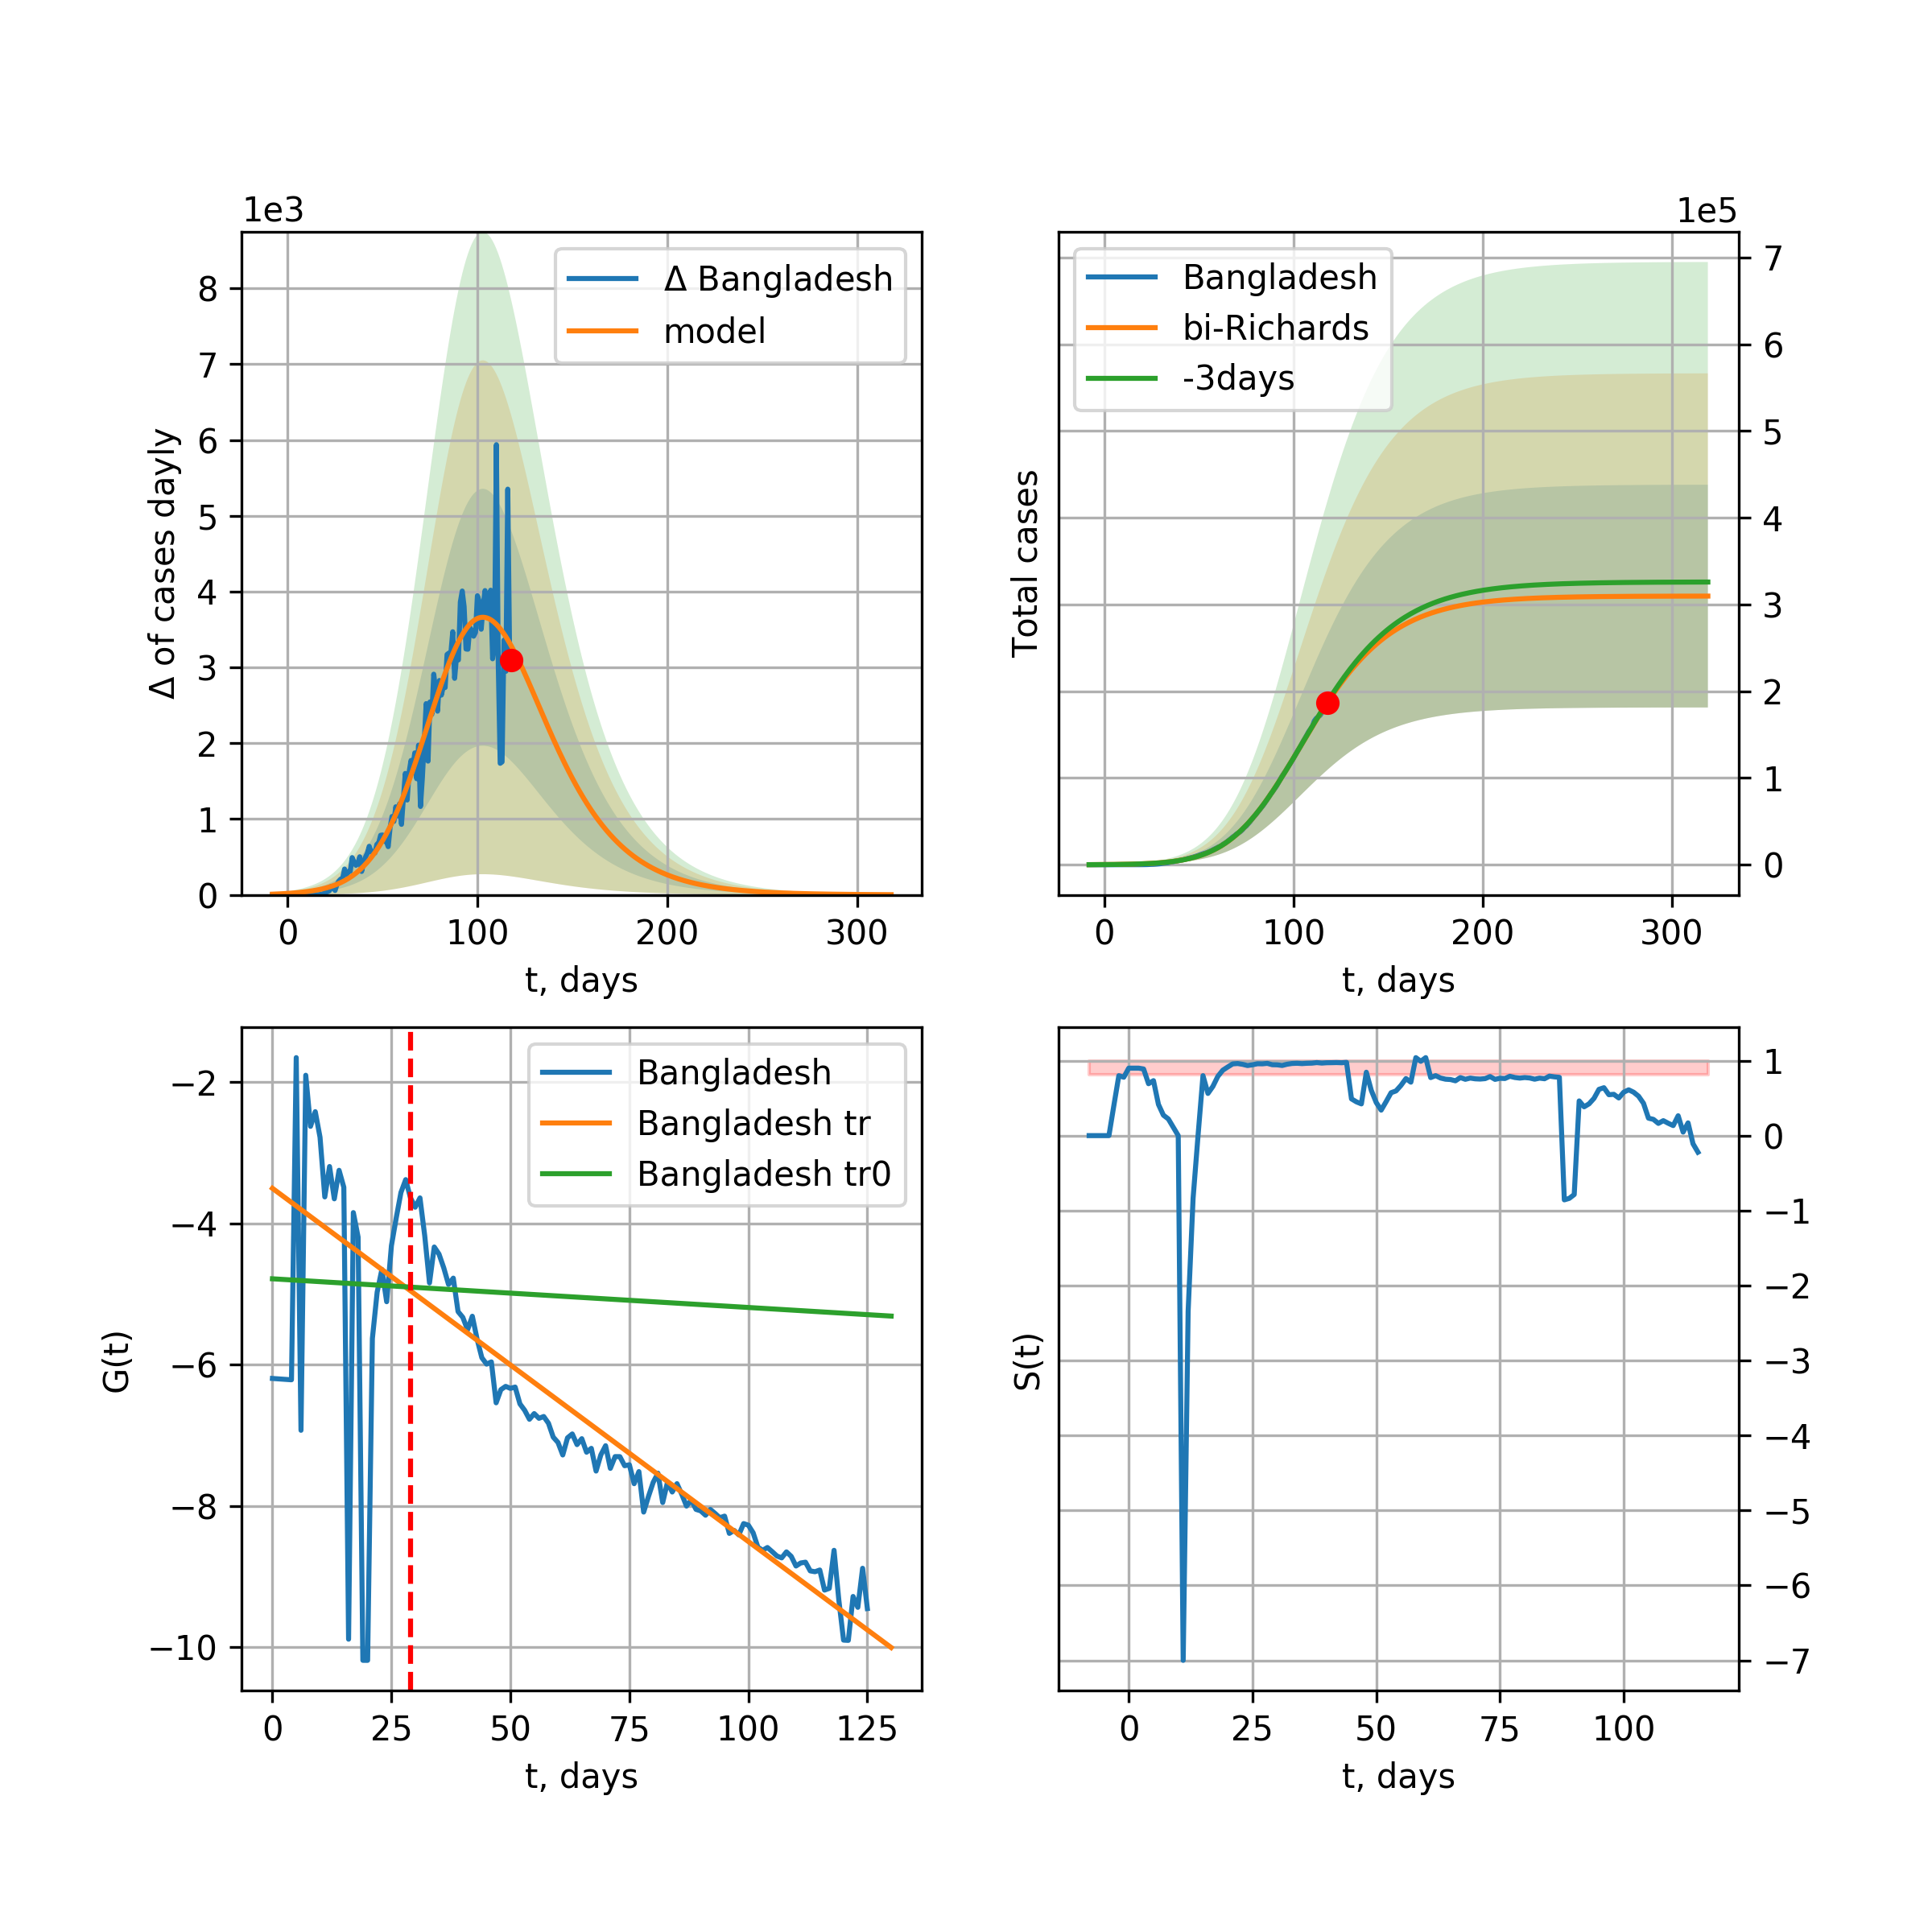 1e3
Δ of cases dayly
8
7
6
5
4
3
2
1
0
Δ Bangladesh
model
0 100 200 300
t, days
1e5
Total cases
Bangladesh
bi-Richards
-3days
7
6
5
4
3
2
1
0
0 100 200 300
t, days
G(t)
−2
−4
−6
−8
−10
Bangladesh
Bangladesh tr
Bangladesh tr0
0 25 50 75 100 125
t, days
S(t)
1
0
−1
−2
−3
−4
−5
−6
−7
0 25 50 75 100
t, days